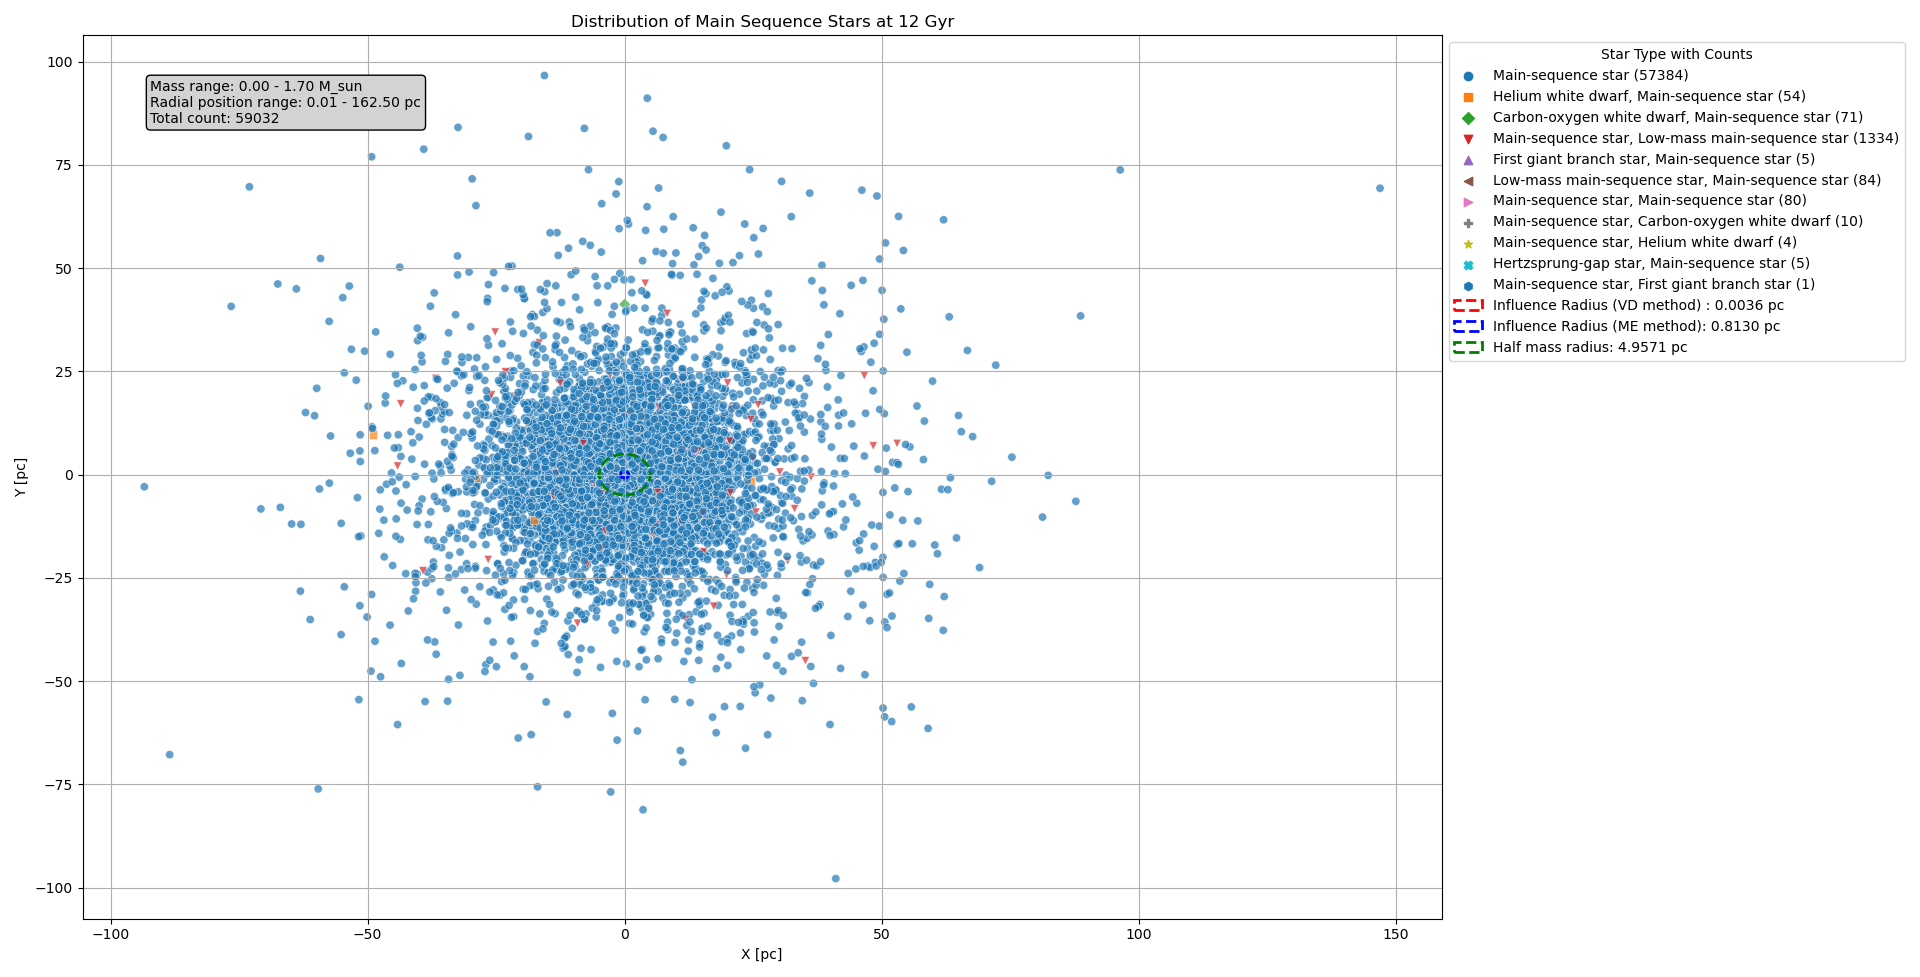 Distribution of Main Sequence Stars at 12 Gyr
Mass range: 0.00 - 1.70 M_sun
Radial position range: 0.01 - 162.50 pc
Total count: 59032
Star Type with Counts
Main-sequence star (57384)
Helium white dwarf, Main-sequence star (54)
Carbon-oxygen white dwarf, Main-sequence star (71)
Main-sequence star, Low-mass main-sequence star (1334)
First giant branch star, Main-sequence star (5)
Low-mass main-sequence star, Main-sequence star (84)
Main-sequence star, Main-sequence star (80)
Main-sequence star, Carbon-oxygen white dwarf (10)
Main-sequence star, Helium white dwarf (4)
Hertzsprung-gap star, Main-sequence star (5)
Main-sequence star, First giant branch star (1)
Influence Radius (VD method) : 0.0036 pc
Influence Radius (ME method): 0.8130 pc
Half mass radius: 4.9571 pc
Y [pc]
100
75
50
25
0
−25
−50
−75
−100
−100
−50
0
50
100
150
X [pc]